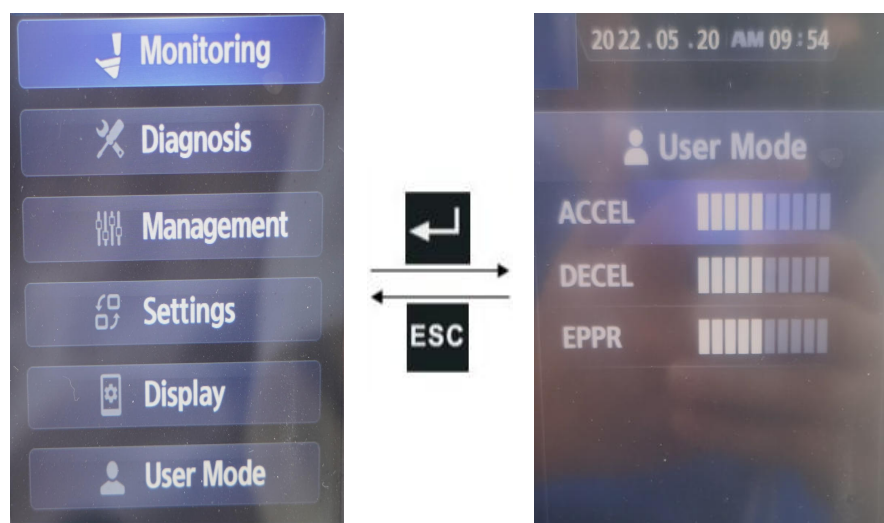 Monitoring
Diagnosis
Management
Settings
Display
User Mode
ESC
2022.05.20 AM 09:54
User Mode
ACCEL
DECEL
EPPR